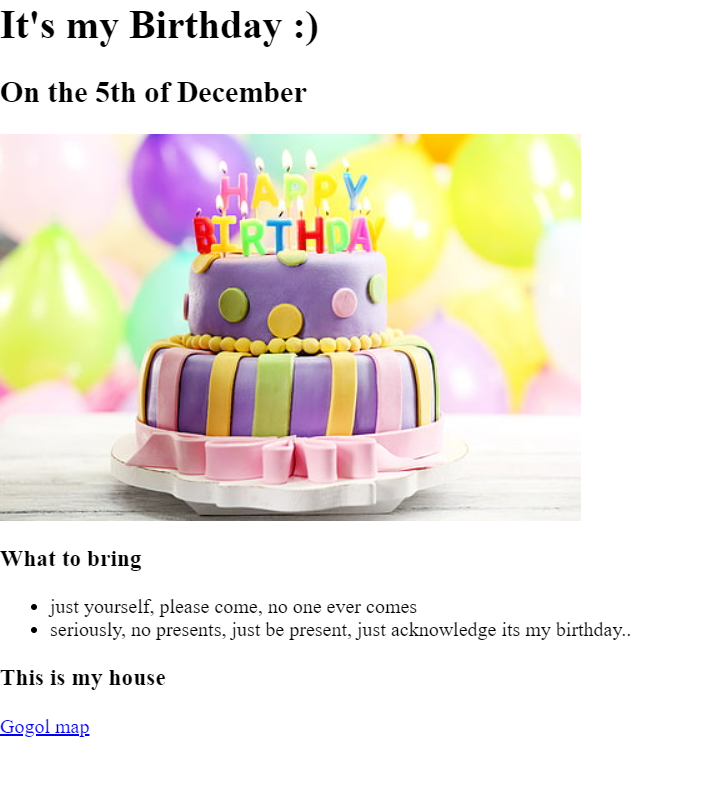 It's my Birthday :)
On the 5th of December
HAPPY
BIRTHDAY
What to bring
just yourself, please come, no one ever comes
seriously, no presents, just be present, just acknowledge its my birthday..
This is my house
Gogol map